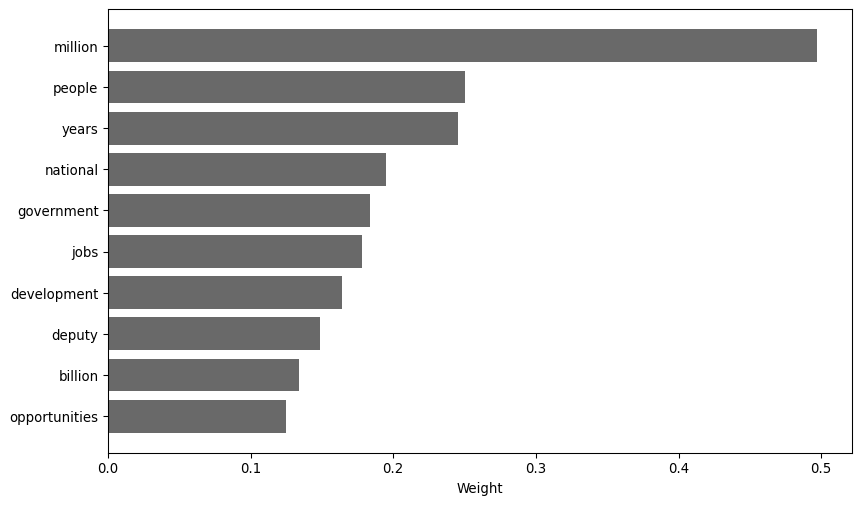 million
people
years
national
government
jobs
development
deputy
billion
opportunities
0.0 0.1 0.2 0.3 0.4 0.5
Weight